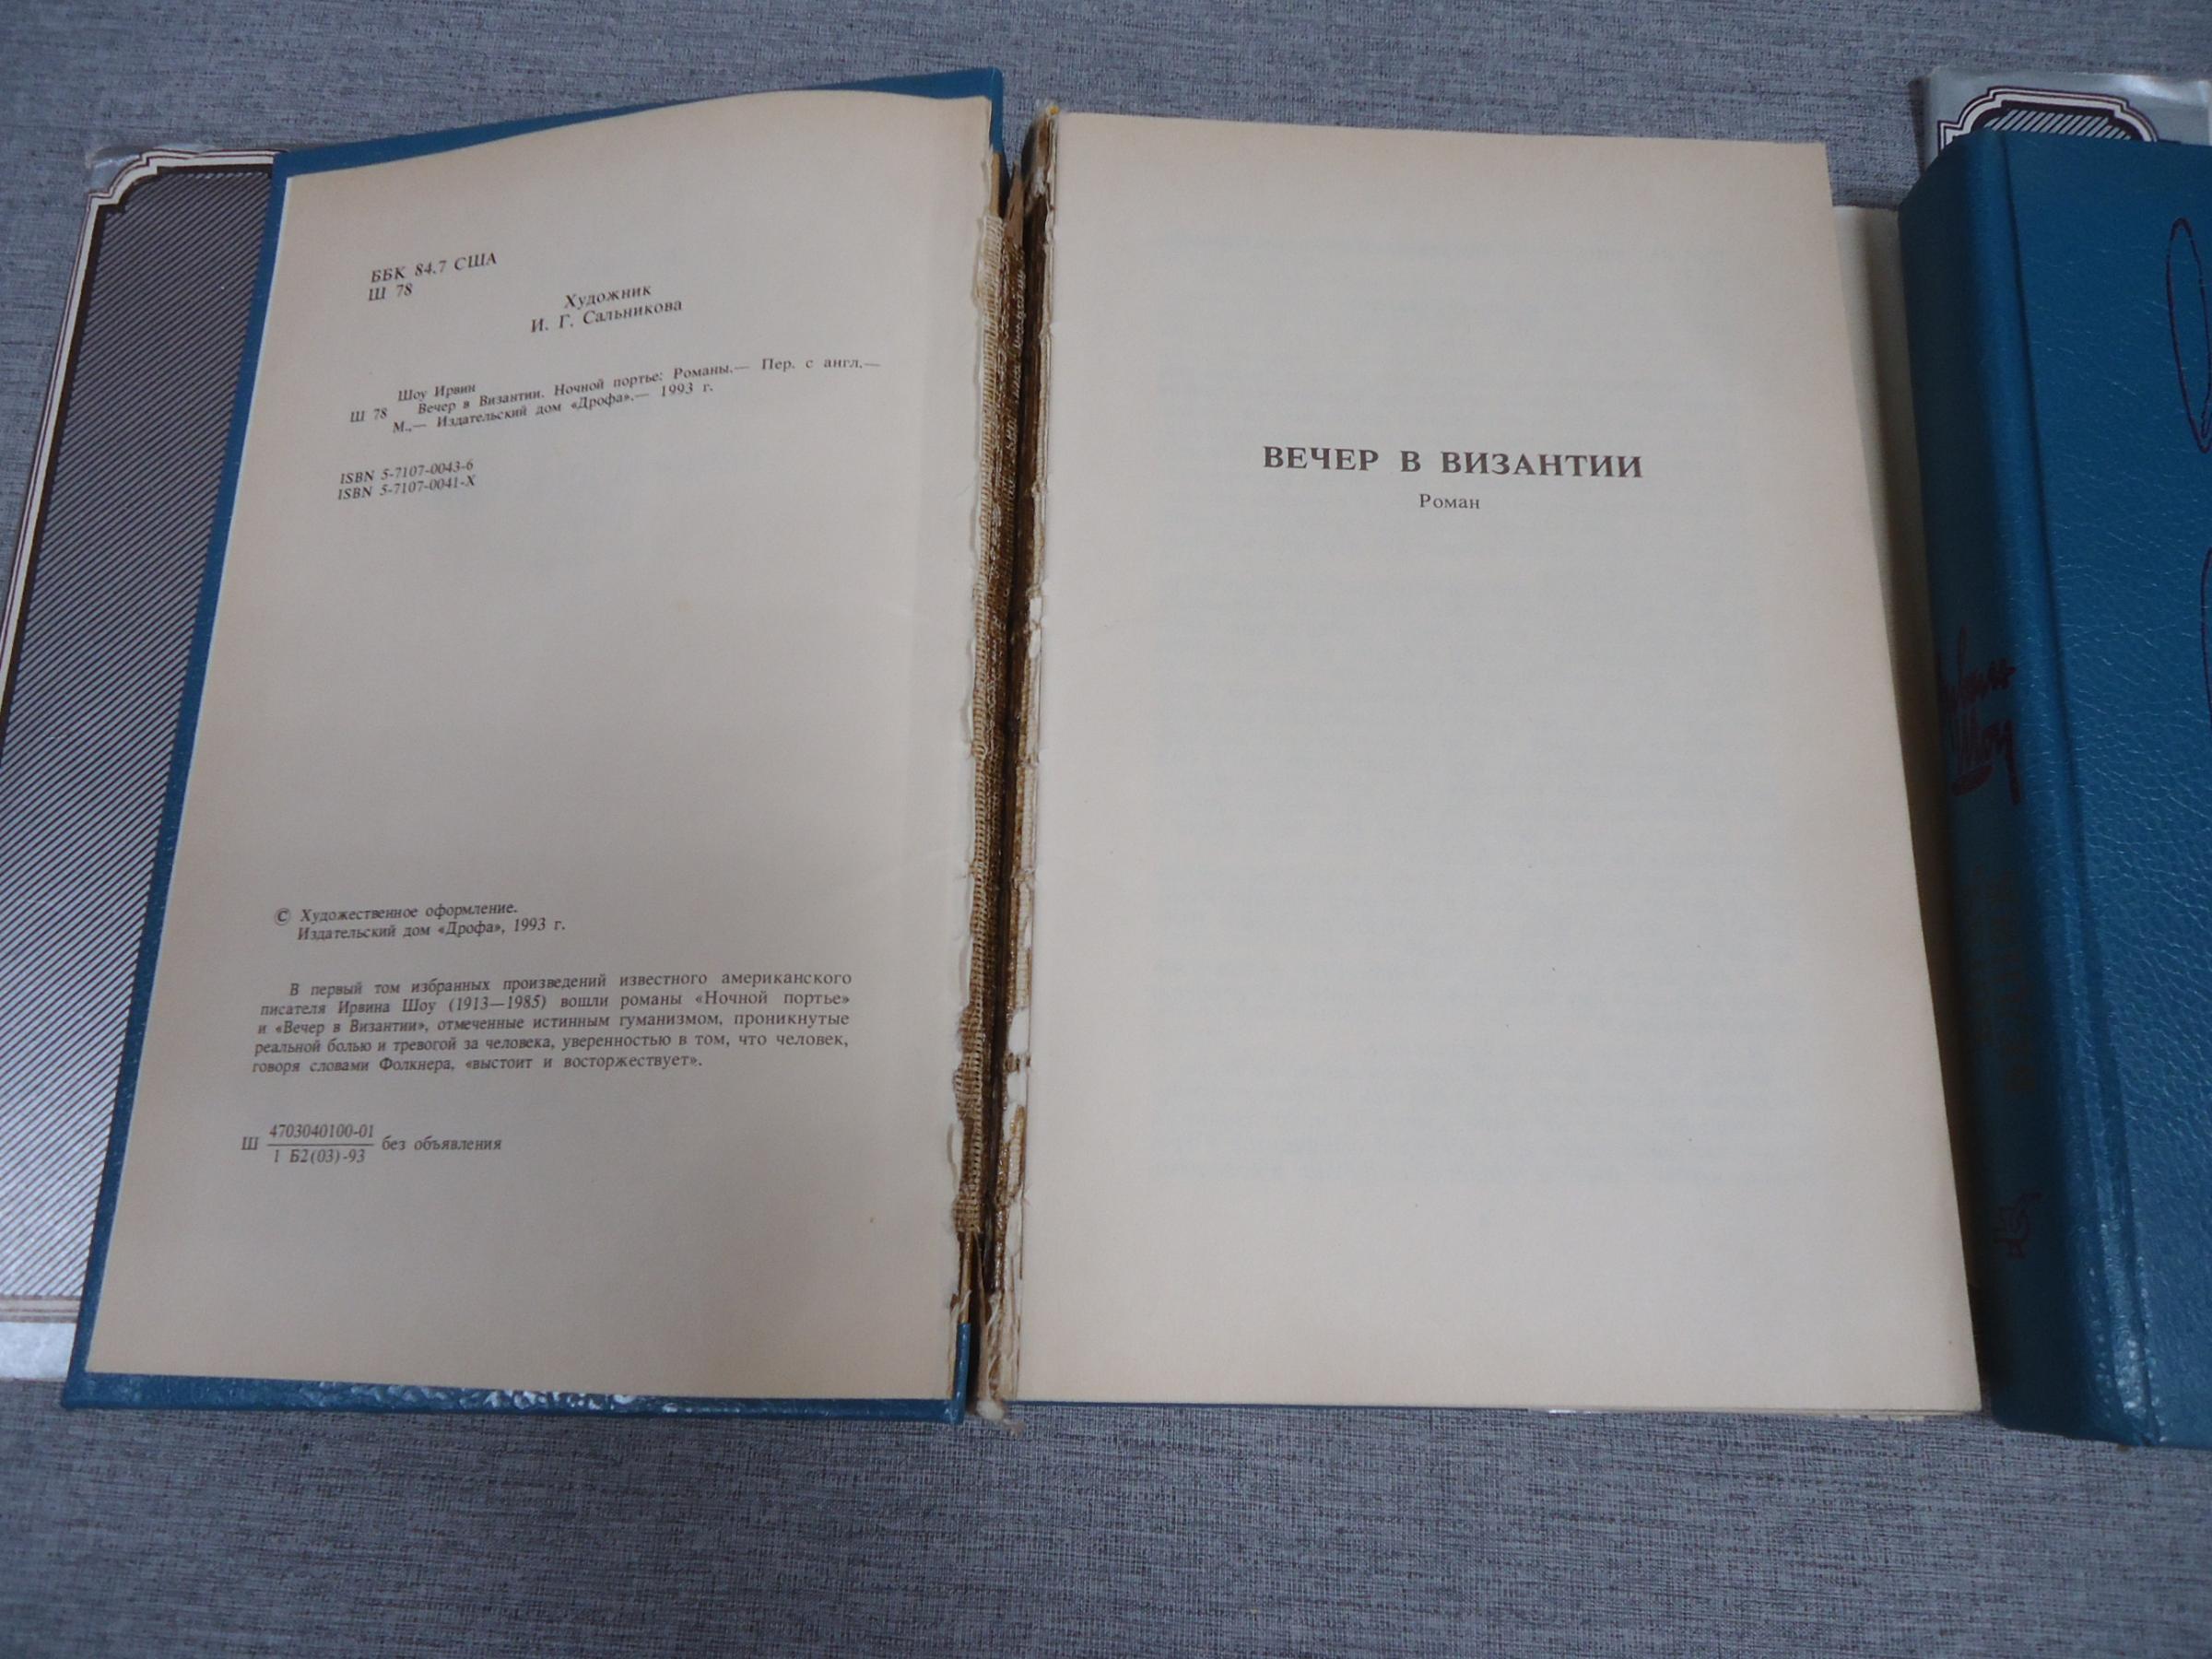 ББК 84.7 США
Ш 78
Художник
И. Г. Сальникова
Шоу Ирвин
Ш 78 Вечер в Византии. Ночной портье: Романы.— Пер. с англ.—
М.,— Издательский дом «Дрофа».— 1993 г.
ISBN 5-7107-0043-6
ISBN 5-7107-0041-X
© Художественное оформление.
Издательский дом «Дрофа», 1993 г.
В первый том избранных произведений известного американского
писателя Ирвина Шоу (1913—1985) вошли романы «Ночной портье»
и «Вечер в Византии», отмеченные истинным гуманизмом, проникнутые
реальной болью и тревогой за человека, уверенностью в том, что человек,
говоря словами Фолкнера, «выстоит и восторжествует».
Ш 4703040100-01
1 Б2(03)-93 без объявления
ВЕЧЕР В ВИЗАНТИИ
Роман
Ирвин
Шоу